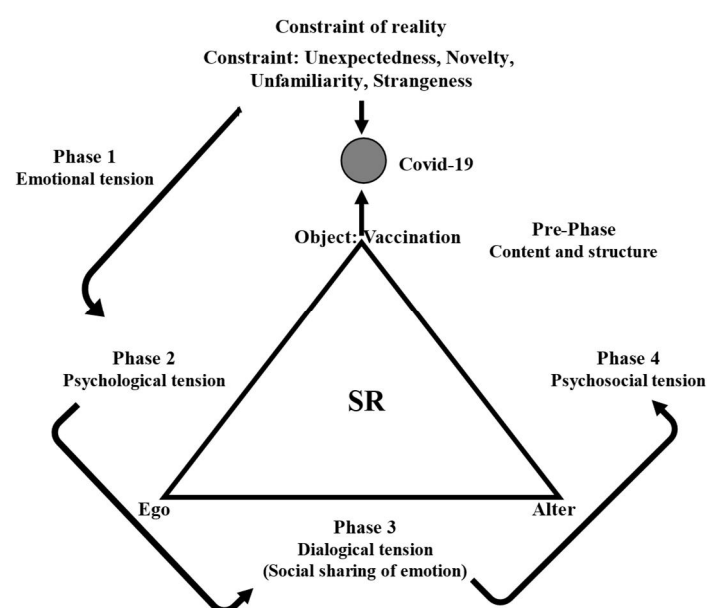 Constraint of reality
Constraint: Unexpectedness, Novelty,
Unfamiliarity, Strangeness
Phase 1
Emotional tension
Covid-19
Object: Vaccination
Pre-Phase
Content and structure
Phase 2
Psychological tension
Phase 4
Psychosocial tension
SR
Ego
Alter
Phase 3
Dialogical tension
(Social sharing of emotion)